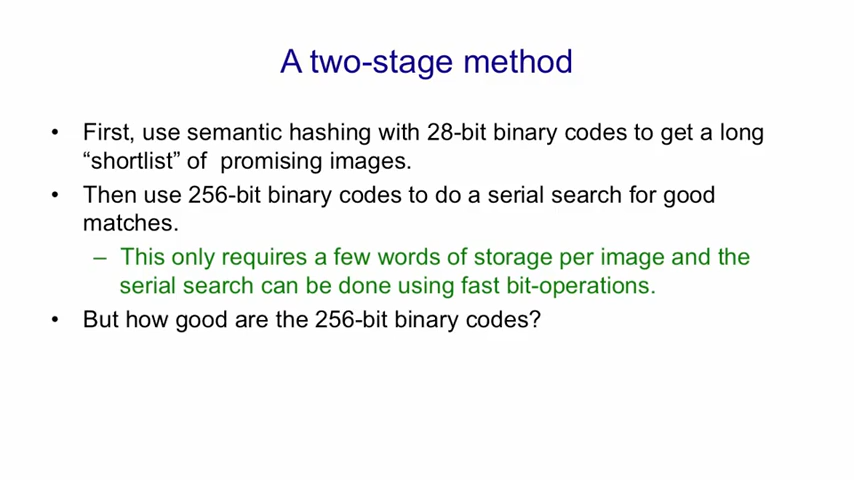 A two-stage method
• First, use semantic hashing with 28-bit binary codes to get a long
“shortlist” of promising images.
• Then use 256-bit binary codes to do a serial search for good
matches.
– This only requires a few words of storage per image and the
serial search can be done using fast bit-operations.
• But how good are the 256-bit binary codes?